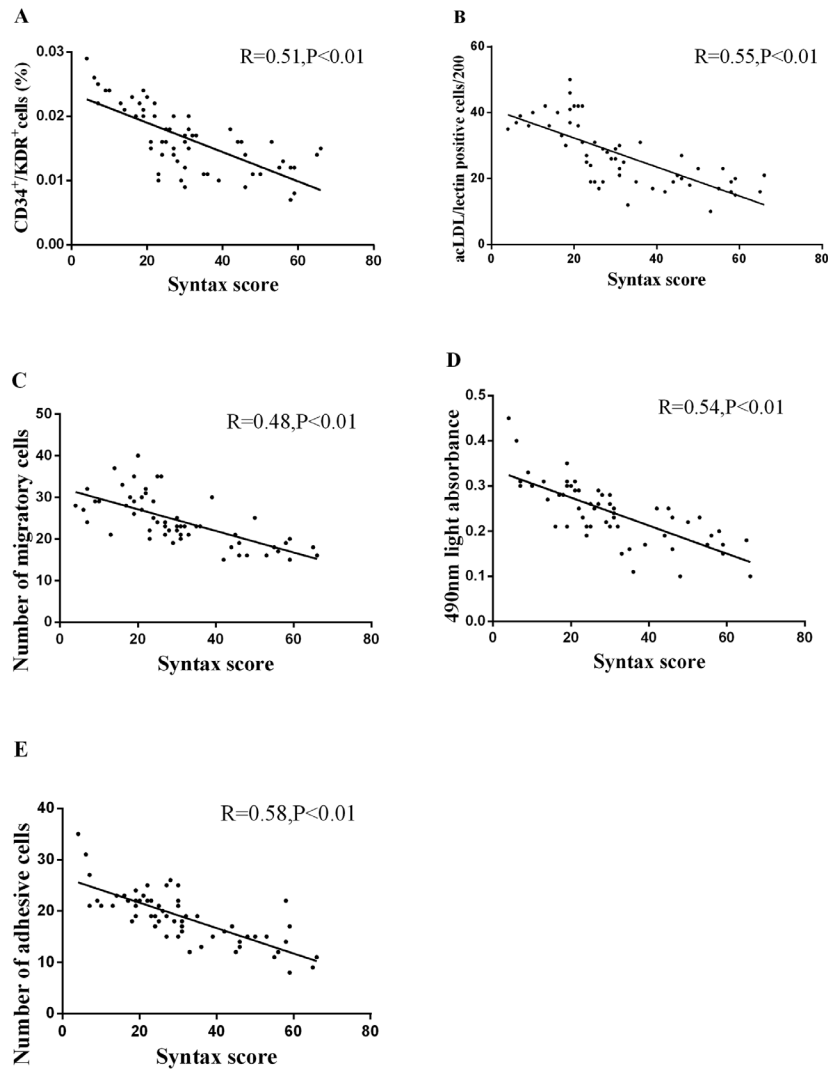 A
R=0.51,P<0.01
CD34+/KDR+cells (%)
0.03
0.02
0.01
0.00
0
20
40
60
80
Syntax score
B
R=0.55,P<0.01
acLDL/lectin positive cells/200
60
40
20
0
0
20
40
60
80
Syntax score
C
R=0.48,P<0.01
Number of migratory cells
50
40
30
20
10
0
0
20
40
60
80
Syntax score
D
R=0.54,P<0.01
490nm light absorbance
0.5
0.4
0.3
0.2
0.1
0.0
0
20
40
60
80
Syntax score
E
R=0.58,P<0.01
Number of adhesive cells
40
30
20
10
0
0
20
40
60
80
Syntax score